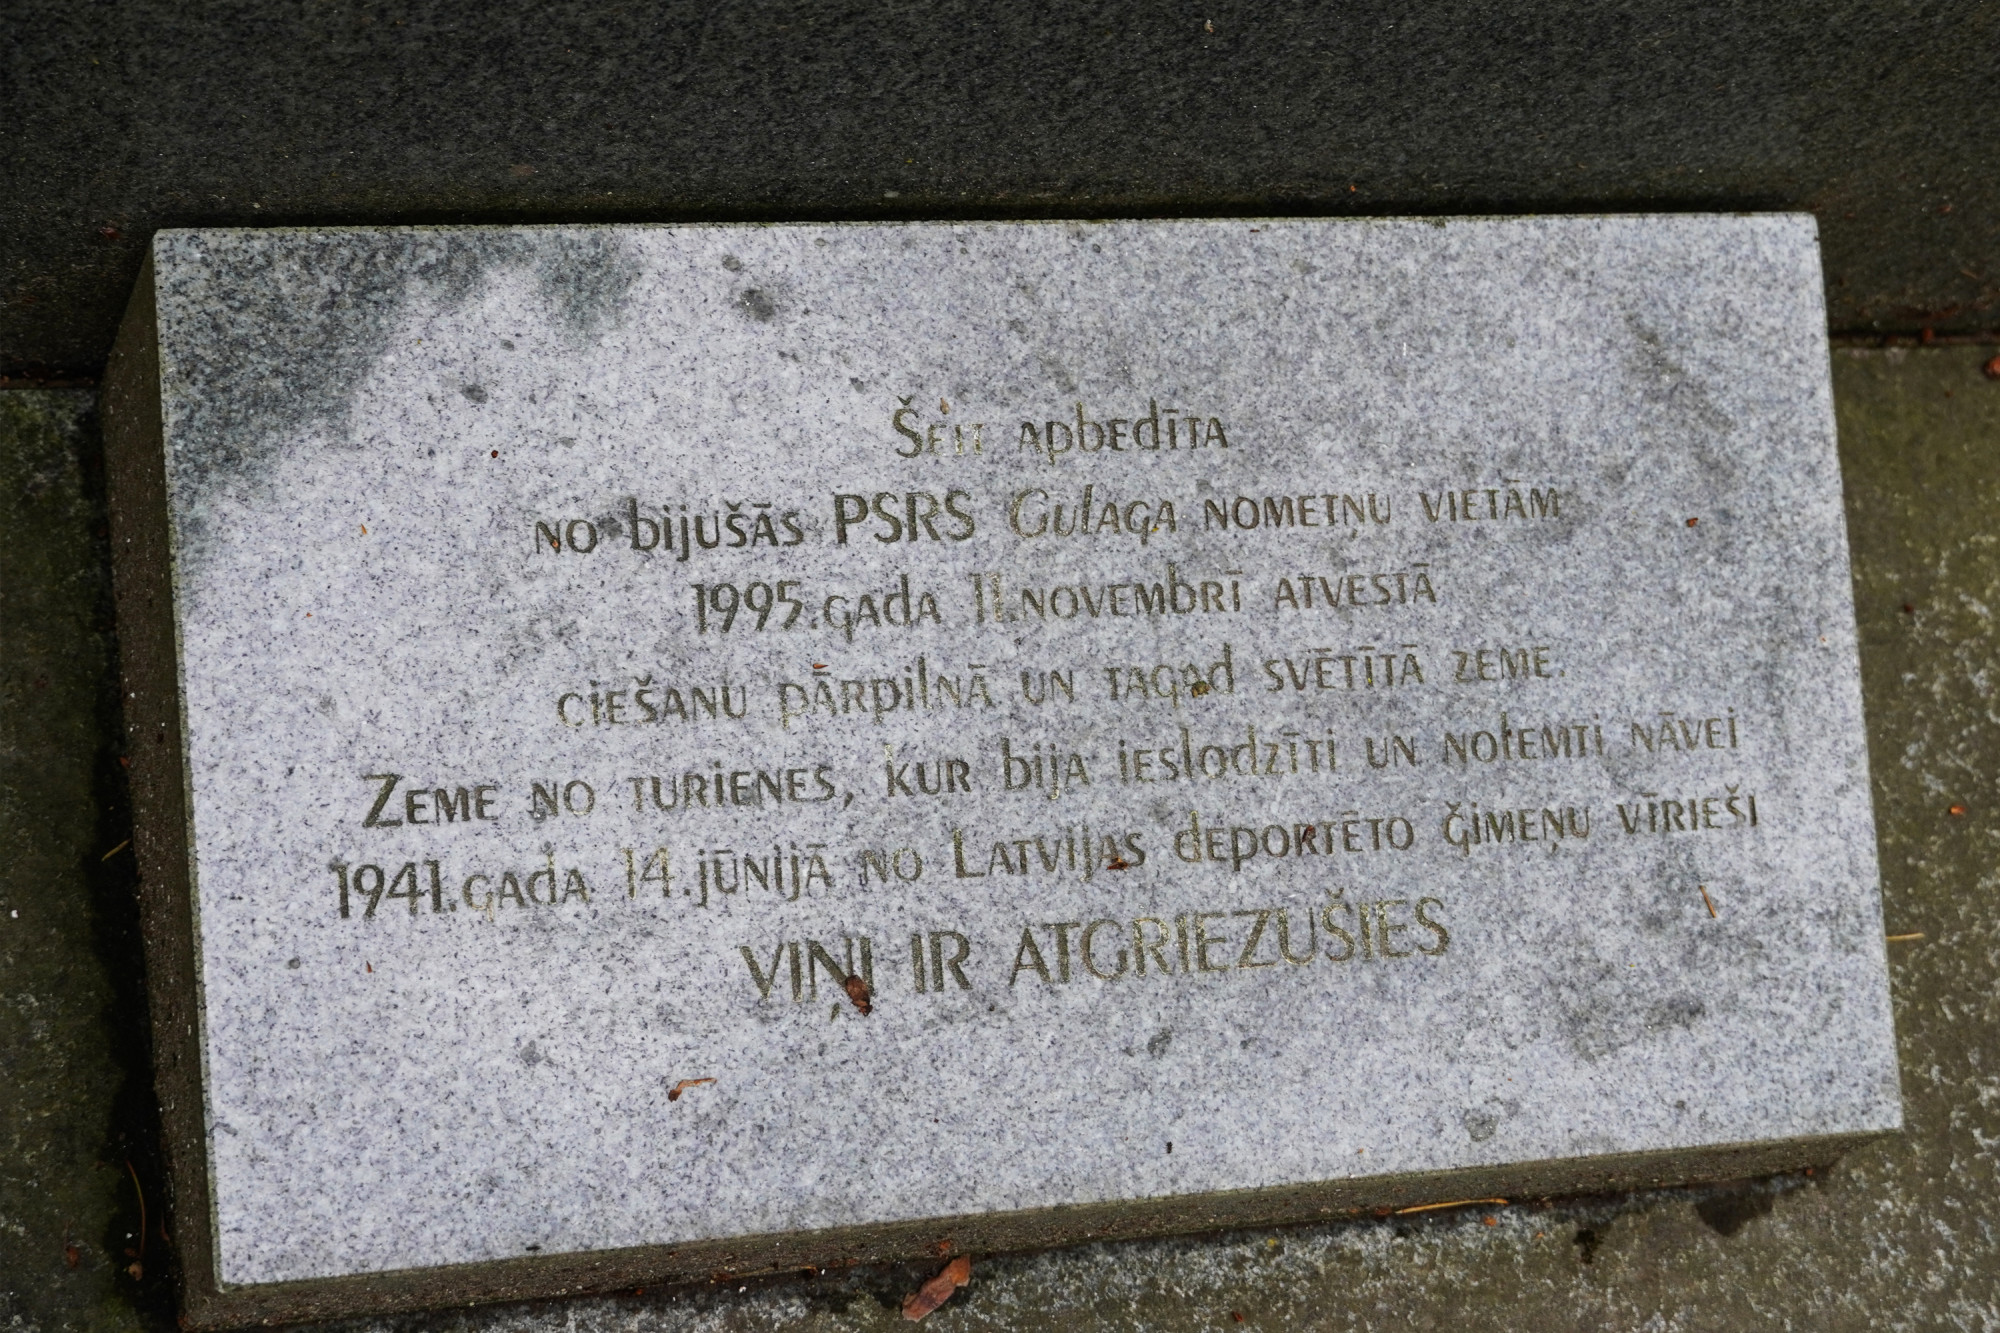 Šeit apbedīta
no bijušās PSRS Gulaga nometņu vietām
1995.gada 11.novembrī atvestā
ciešanu pārpilnā un tagad svētītā zeme.
Zeme no turienes, kur bija ieslodzīti un nolemti nāvei
1941.gada 14.jūnijā no Latvijas deportēto ģimeņu vīrieši
VIŅI IR ATGRIEZUŠIES